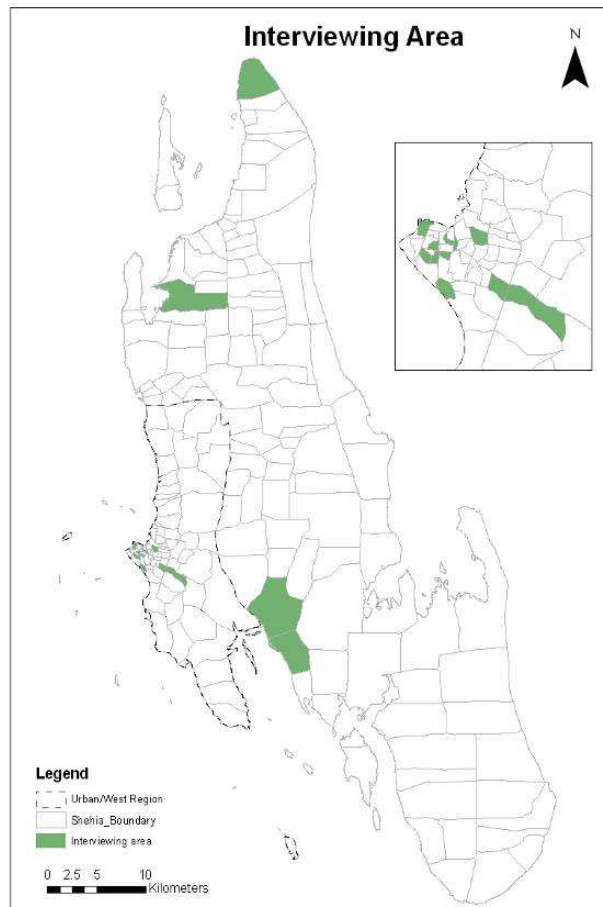 Interviewing Area
N
Legend
Urban/West Region
Shehia_Boundary
Interviewing area
0 2.5 5 10
Kilometers